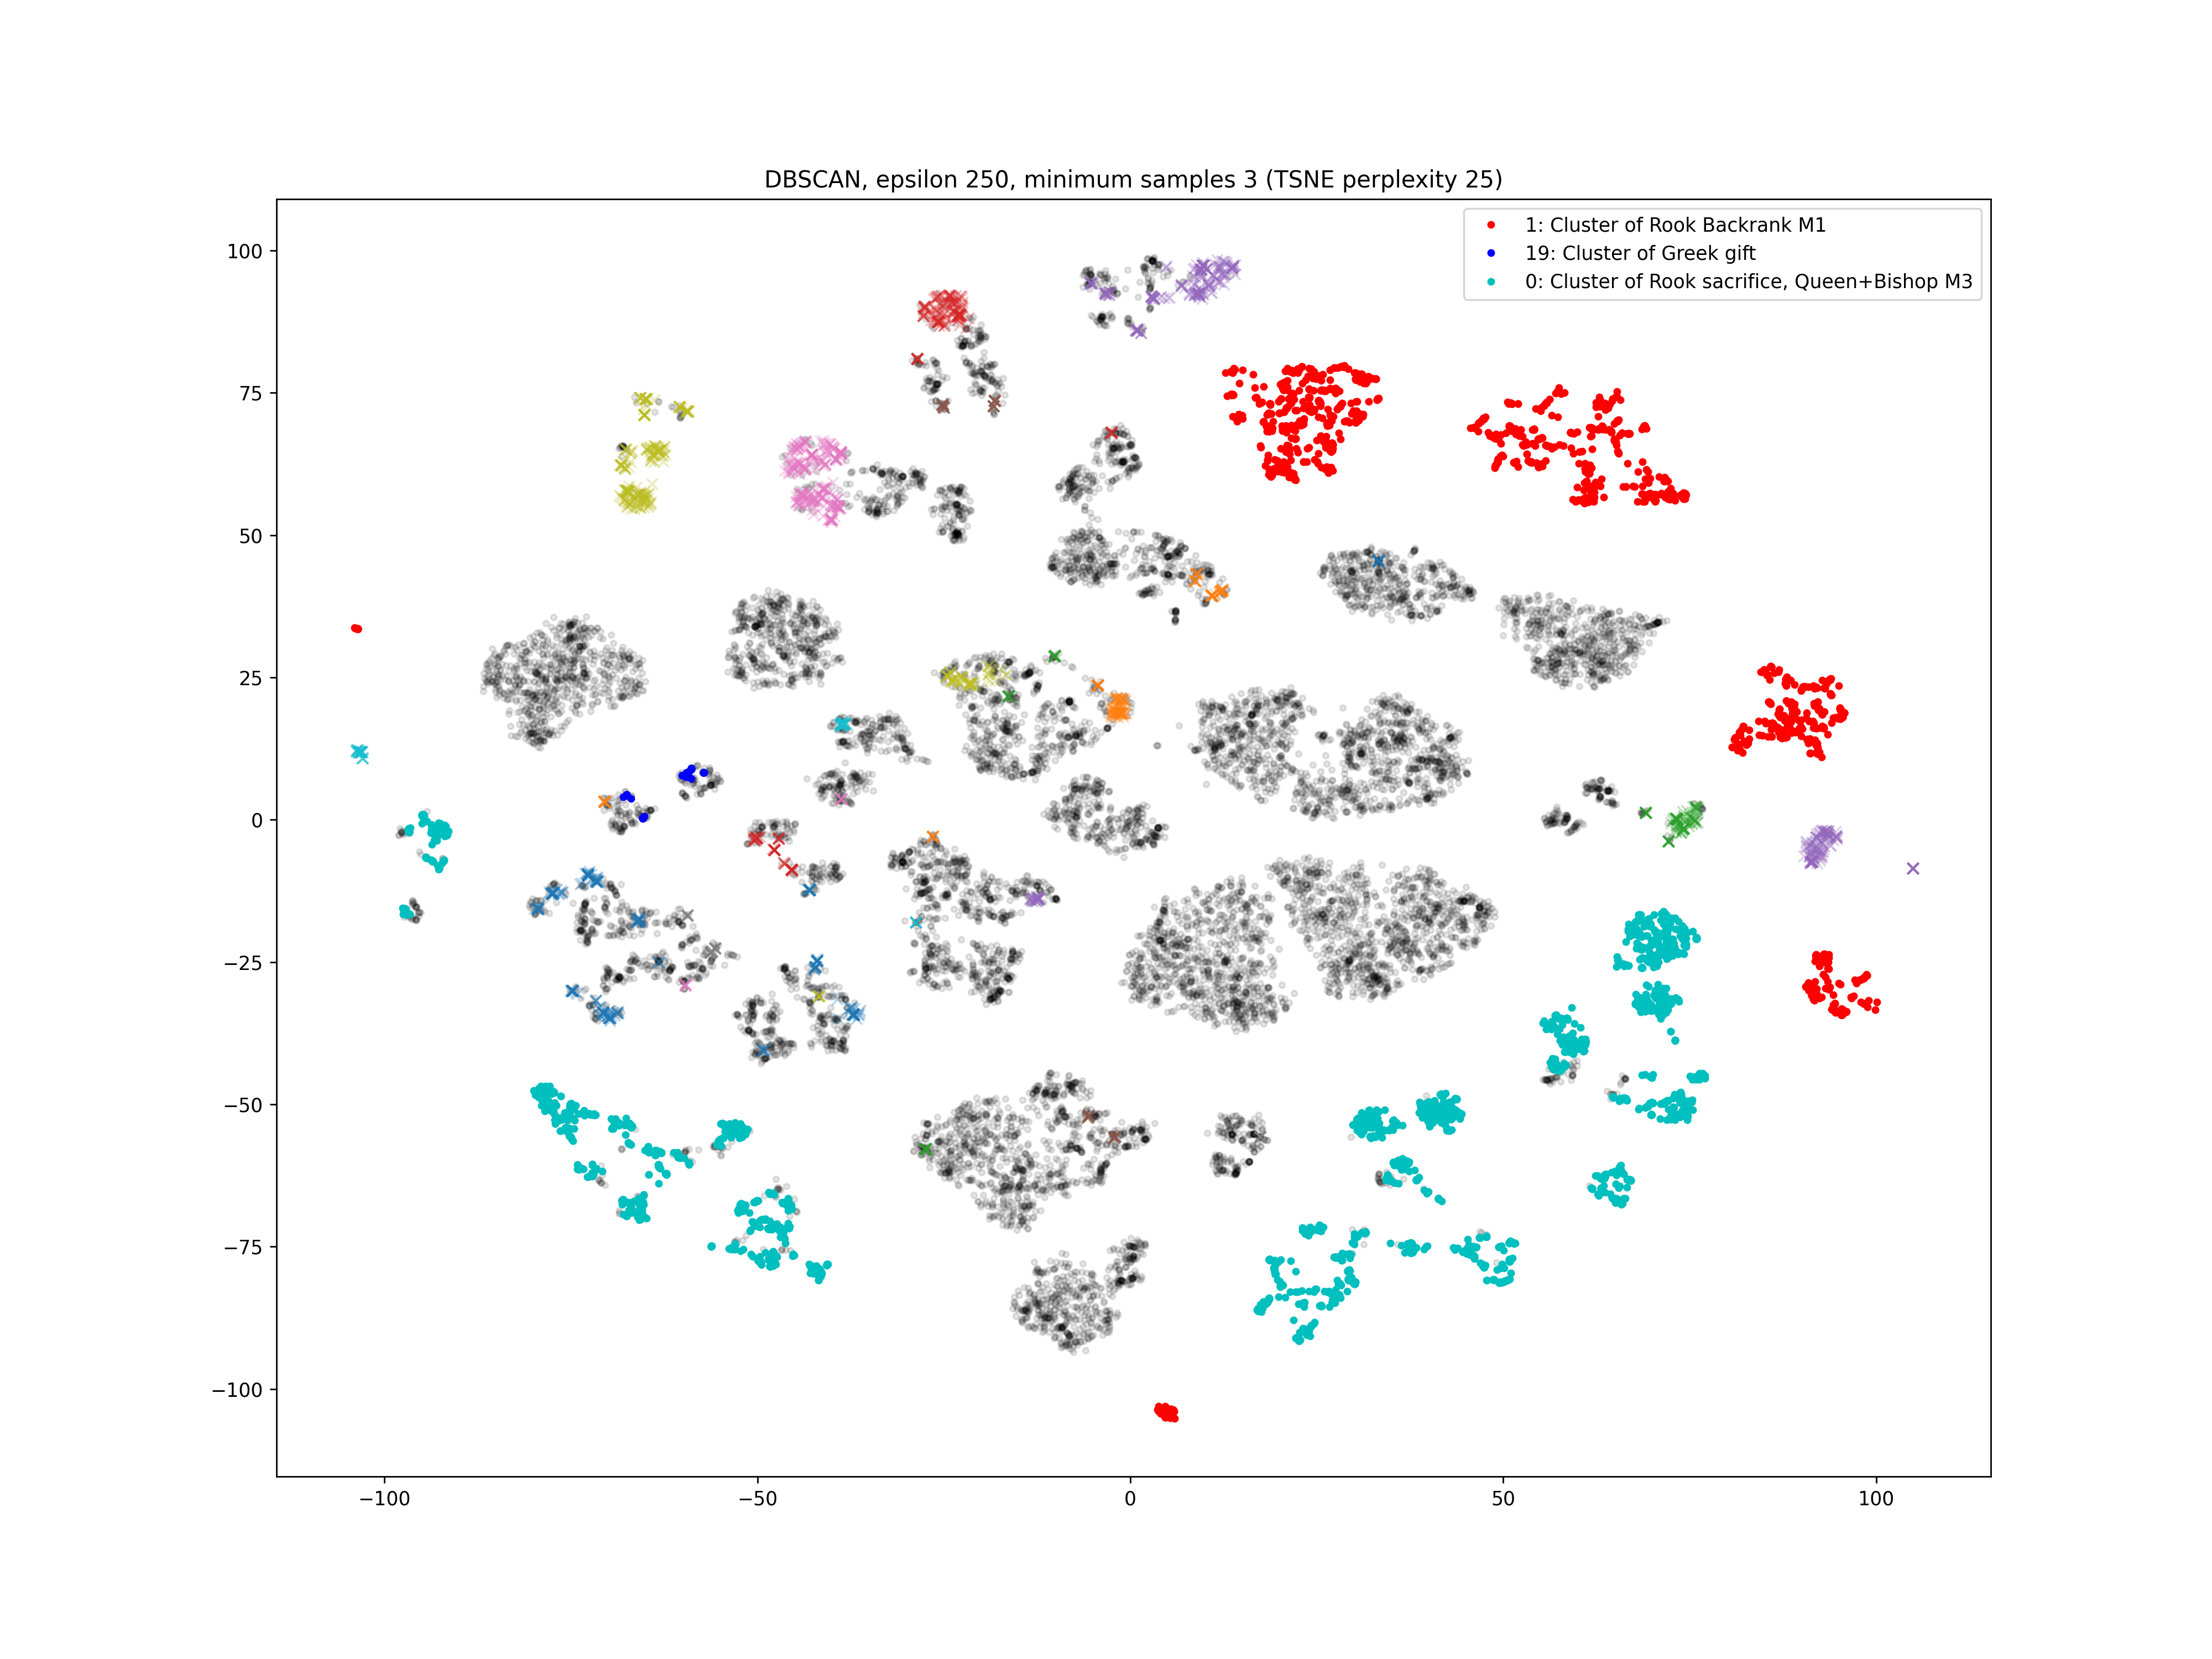 DBSCAN, epsilon 250, minimum samples 3 (TSNE perplexity 25)
1: Cluster of Rook Backrank M1
19: Cluster of Greek gift
0: Cluster of Rook sacrifice, Queen+Bishop M3
100
75
50
25
0
−25
−50
−75
−100
−100 −50 0 50 100